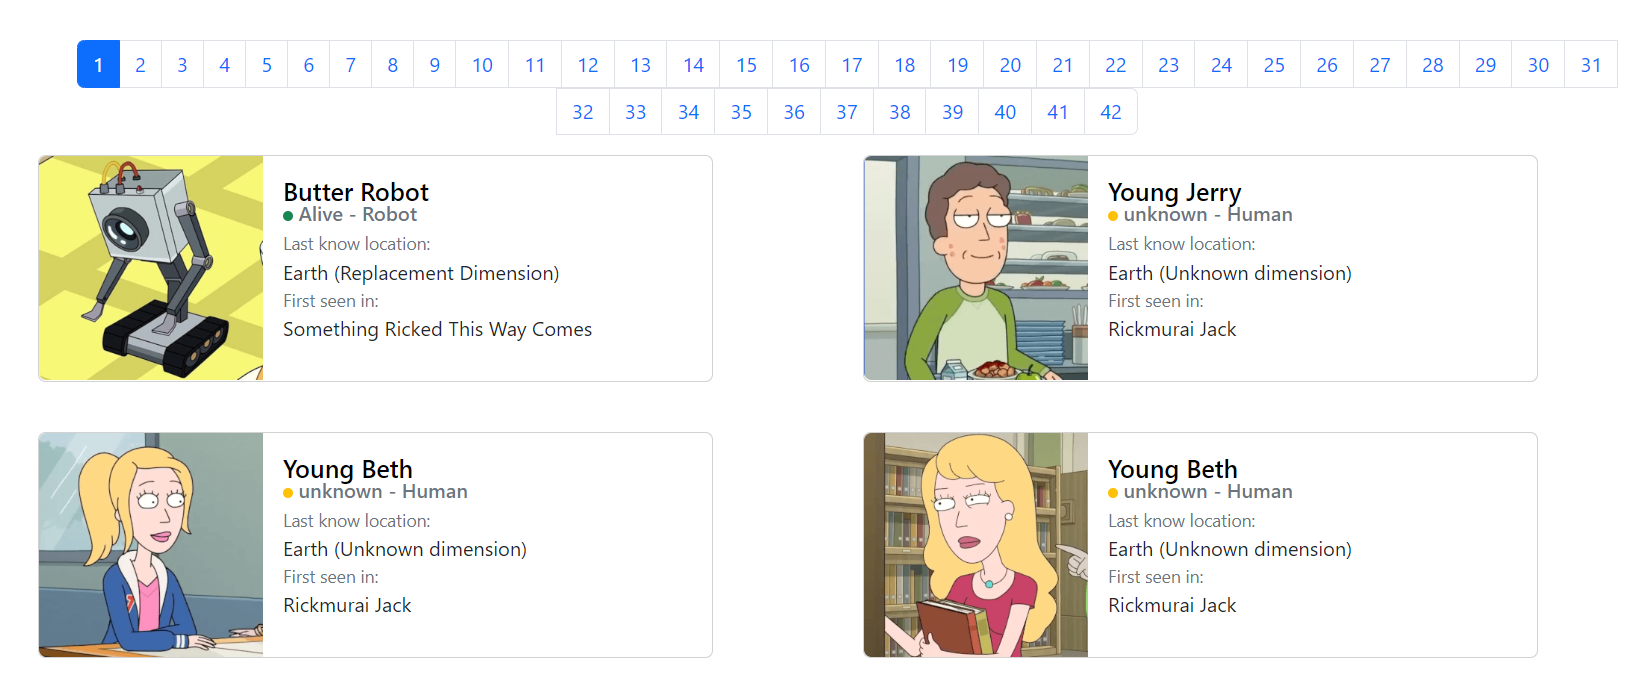 1 2 3 4 5 6 7 8 9 10 11 12 13 14 15 16 17 18 19 20 21 22 23 24 25 26 27 28 29 30 31
32 33 34 35 36 37 38 39 40 41 42
Butter Robot
Alive - Robot
Last know location:
Earth (Replacement Dimension)
First seen in:
Something Ricked This Way Comes
Young Jerry
unknown - Human
Last know location:
Earth (Unknown dimension)
First seen in:
Rickmurai Jack
Young Beth
unknown - Human
Last know location:
Earth (Unknown dimension)
First seen in:
Rickmurai Jack
Young Beth
unknown - Human
Last know location:
Earth (Unknown dimension)
First seen in:
Rickmurai Jack